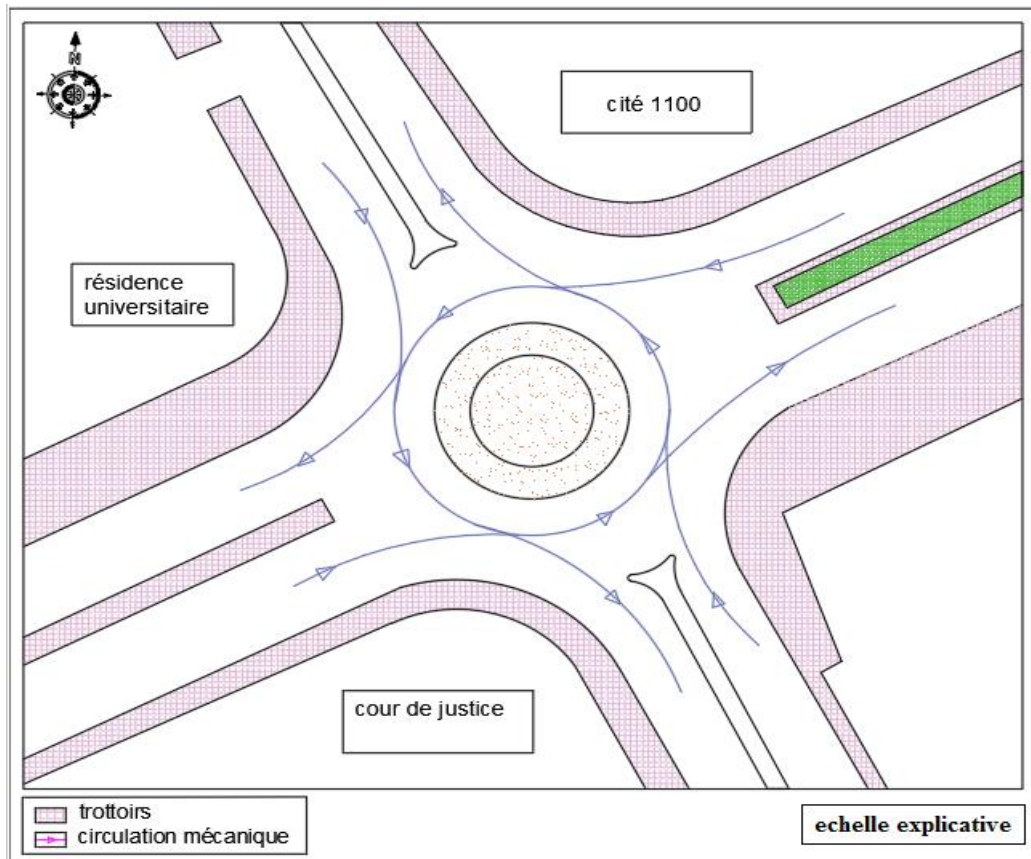 N
cité 1100
résidence
universitaire
cour de justice
trottoirs
circulation mécanique
echelle explicative